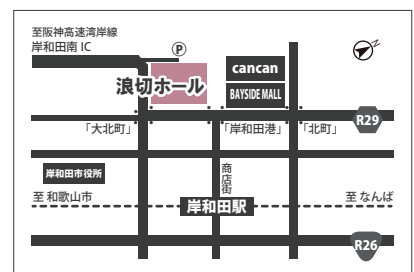 至阪神高速湾岸線
岸和田南 IC
P
Z
cancan
浪切ホール
BAYSIDE MALL
R29
「大北町」
「岸和田港」
「北町」
岸和田市役所
商店街
至 和歌山市
至 なんば
岸和田駅
R26